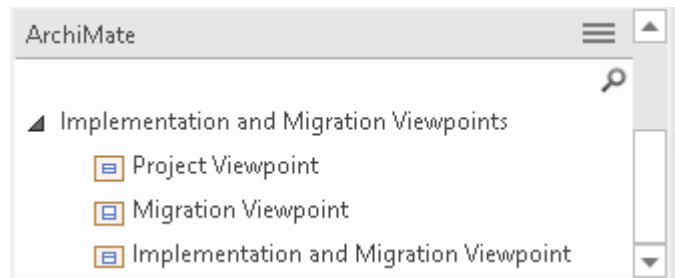 ArchiMate
Implementation and Migration Viewpoints
Project Viewpoint
Migration Viewpoint
Implementation and Migration Viewpoint